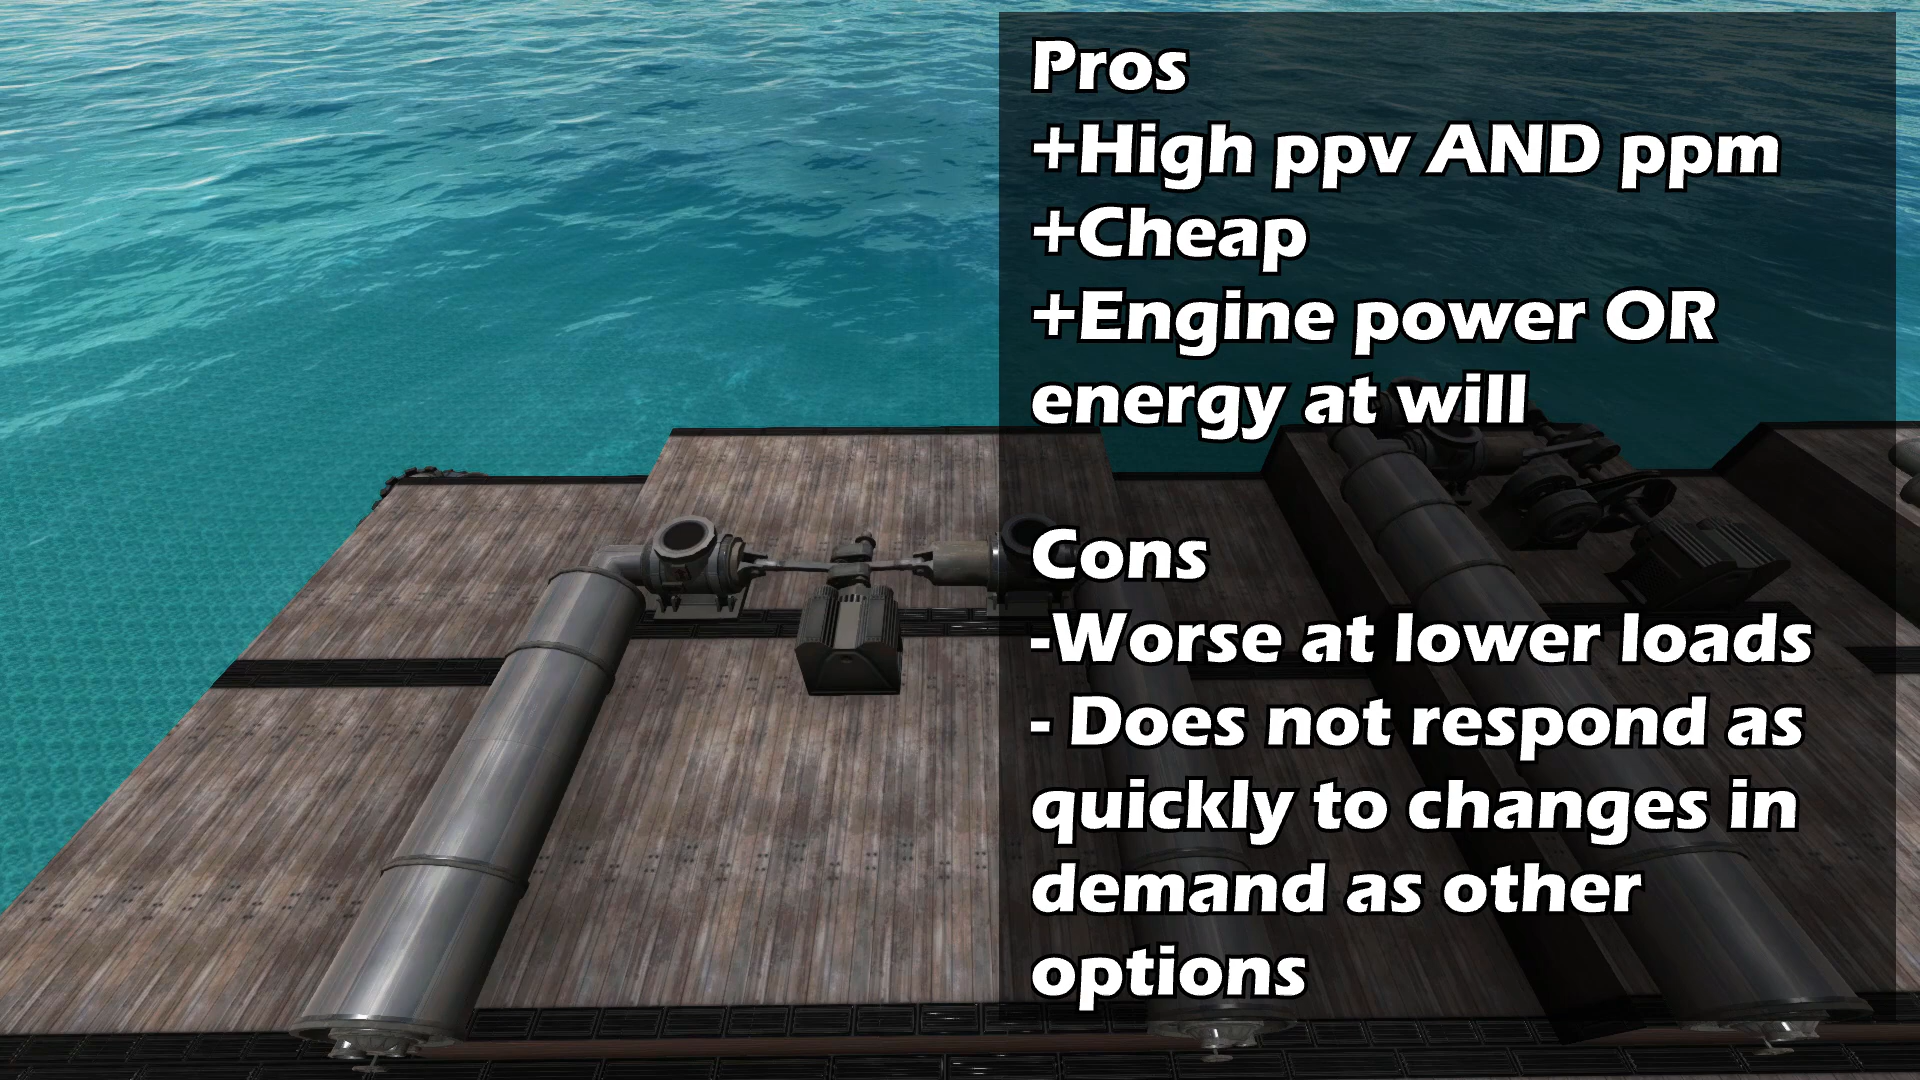 Pros
+High ppv AND ppm
+Cheap
+Engine power OR
energy at will
Cons
-Worse at lower loads
- Does not respond as
quickly to changes in
demand as other
options